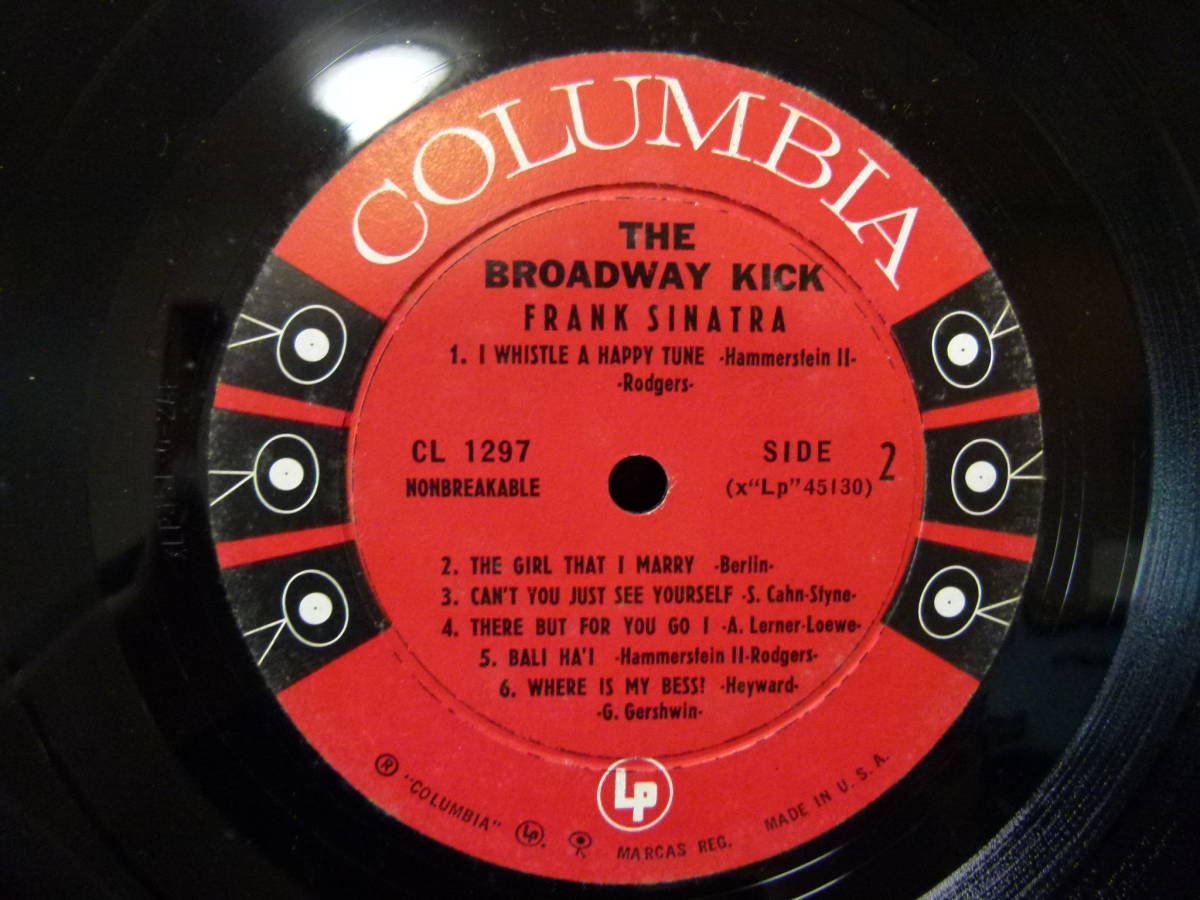 COLUMBIA
THE
BROADWAY KICK
FRANK SINATRA
1. I WHISTLE A HAPPY TUNE -Hammerstein II-
-Rodgers-
CL 1297 SIDE 2
NONBREAKABLE (x"Lp"45130)
2. THE GIRL THAT I MARRY -Berlin-
3. CAN'T YOU JUST SEE YOURSELF -S. Cahn-Styne-
4. THERE BUT FOR YOU GO I -A. Lerner-Loewe-
5. BALI HA'I -Hammerstein II-Rodgers-
6. WHERE IS MY BESS! -Heyward-
-G. Gershwin-
Lp
® "COLUMBIA" Lp. MARCAS REG. MADE IN U.S.A.